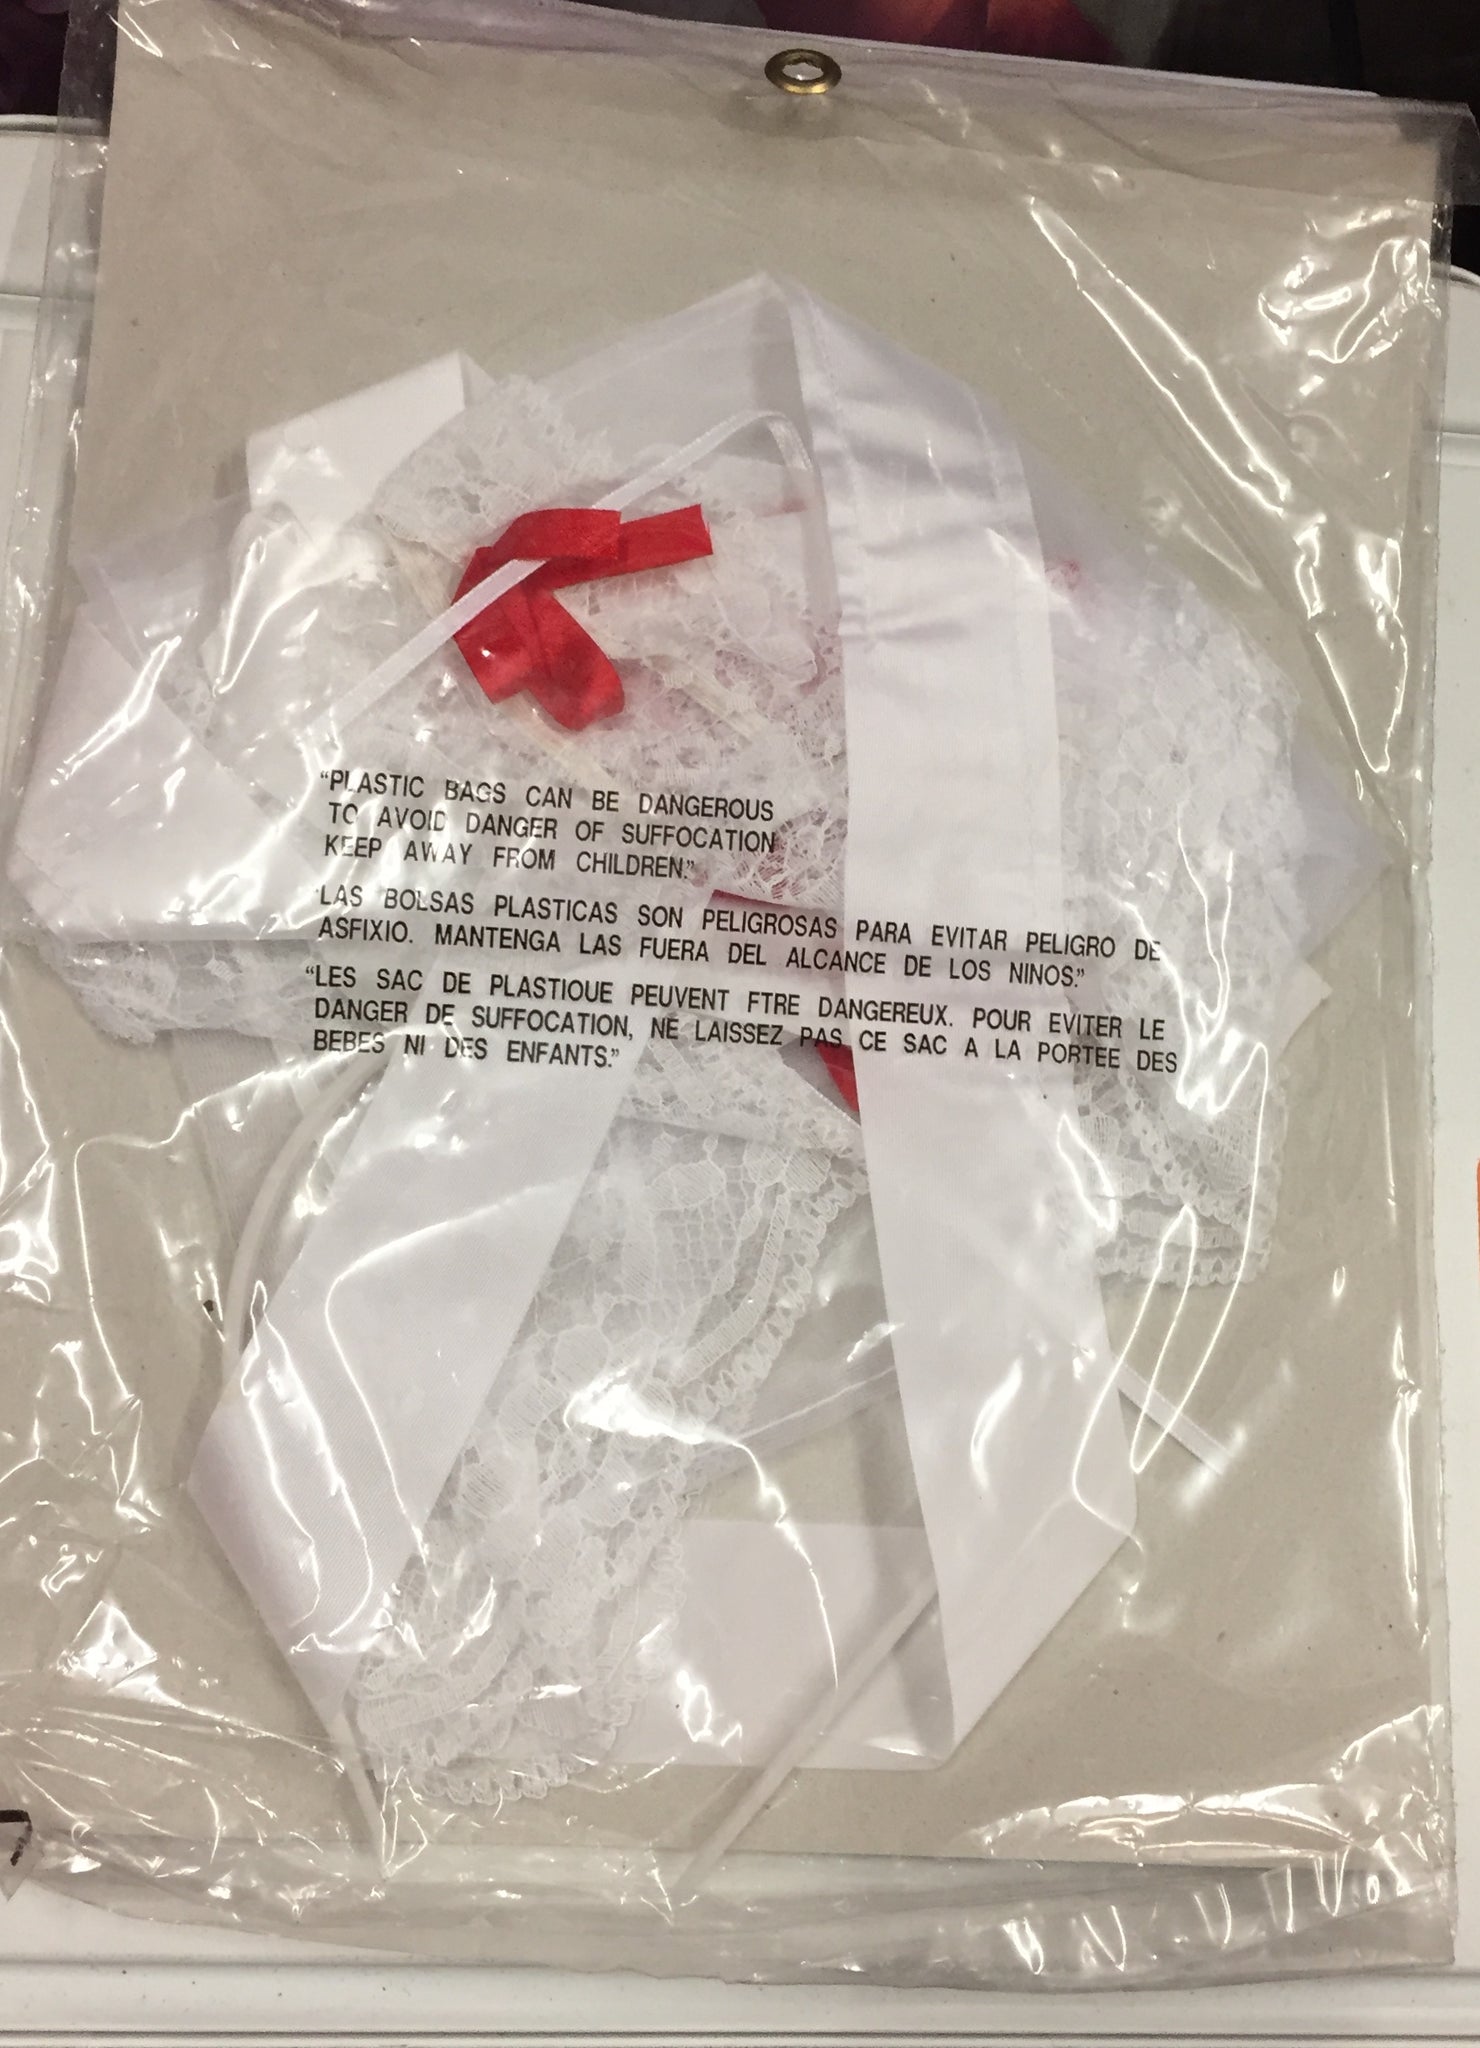 "PLASTIC BAGS CAN BE DANGEROUS
TO AVOID DANGER OF SUFFOCATION
KEEP AWAY FROM CHILDREN."
"LAS BOLSAS PLASTICAS SON PELIGROSAS PARA EVITAR PELIGRO DE
ASFIXIO. MANTENGA LAS FUERA DEL ALCANCE DE LOS NINOS."
"LES SAC DE PLASTIQUE PEUVENT FTRE DANGEREUX. POUR EVITER LE
DANGER DE SUFFOCATION, NE LAISSEZ PAS CE SAC A LA PORTEE DES
BEBES NI DES ENFANTS."